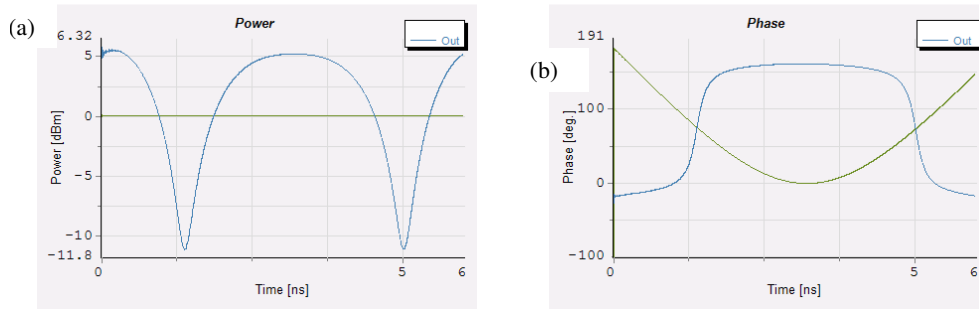 (a)
Power
6.32
Out
5
0
-5
-10
-11.8
Power [dBm]
0
5
6
Time [ns]
(b)
Phase
191
Out
100
0
-100
Phase [deg.]
0
5
6
Time [ns]